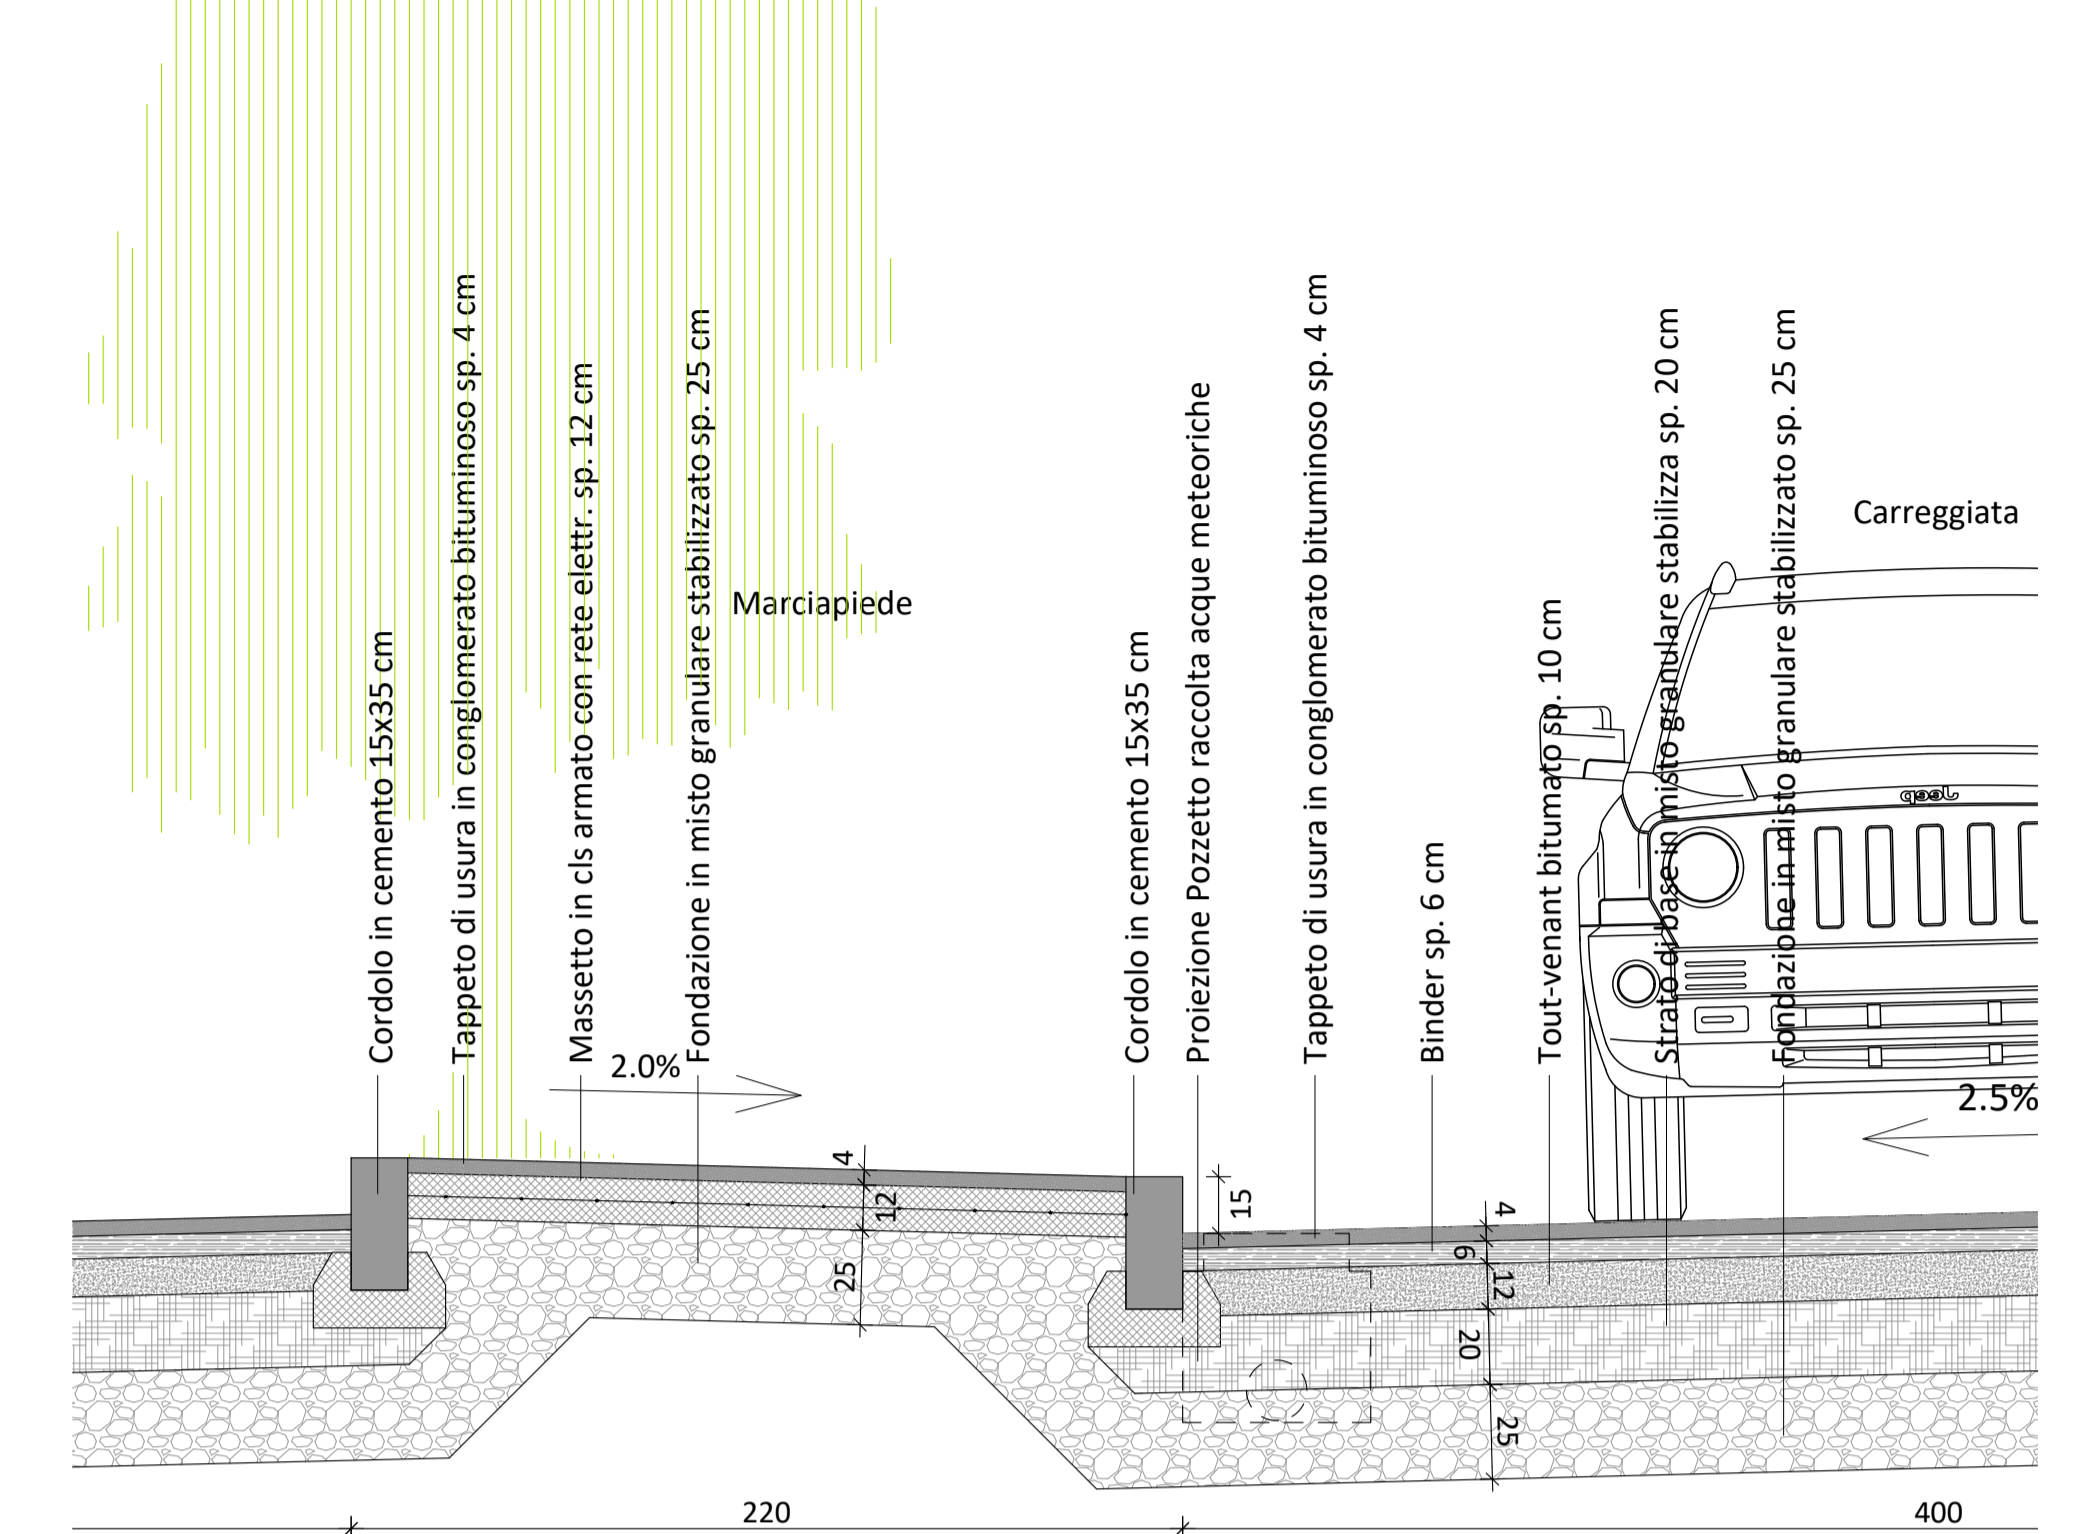 Cordolo in cemento 15x35 cm
Tappeto di usura in conglomerato bituminoso sp. 4 cm
Massetto in cls armato con rete elettr. sp. 12 cm
Fondazione in misto granulare stabilizzato sp. 25 cm
Marciapiede
Cordolo in cemento 15x35 cm
Proiezione Pozzetto raccolta acque meteoriche
Tappeto di usura in conglomerato bituminoso sp. 4 cm
Binder sp. 6 cm
Tout-venant bitumato sp. 10 cm
Strato di base in misto granulare stabilizza sp. 20 cm
Fondazione in misto granulare stabilizzato sp. 25 cm
Carreggiata
Jeep
2.0%
2.5%
4
12
25
15
4
6
12
20
25
220
400